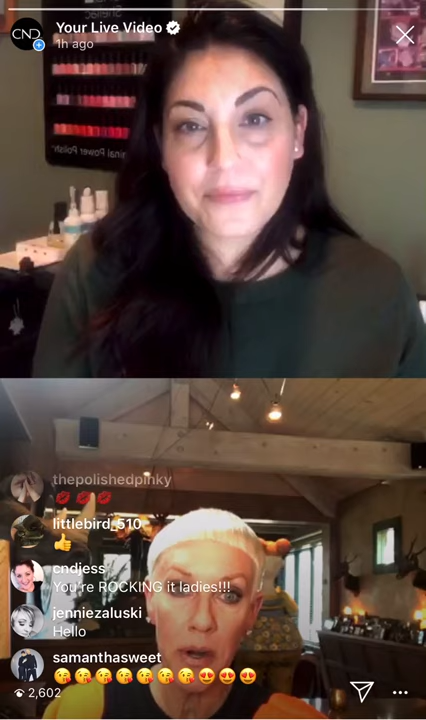 Shellac
CND
Your Live Video
1h ago
thepolishedpinky
💋💋💋
littlebird_510
👍
cndjess
You're ROCKING it ladies!!!
jenniezaluski
Hello
samanthasweet
😘😘😘😘😘😘😘😍😍😍
2,602